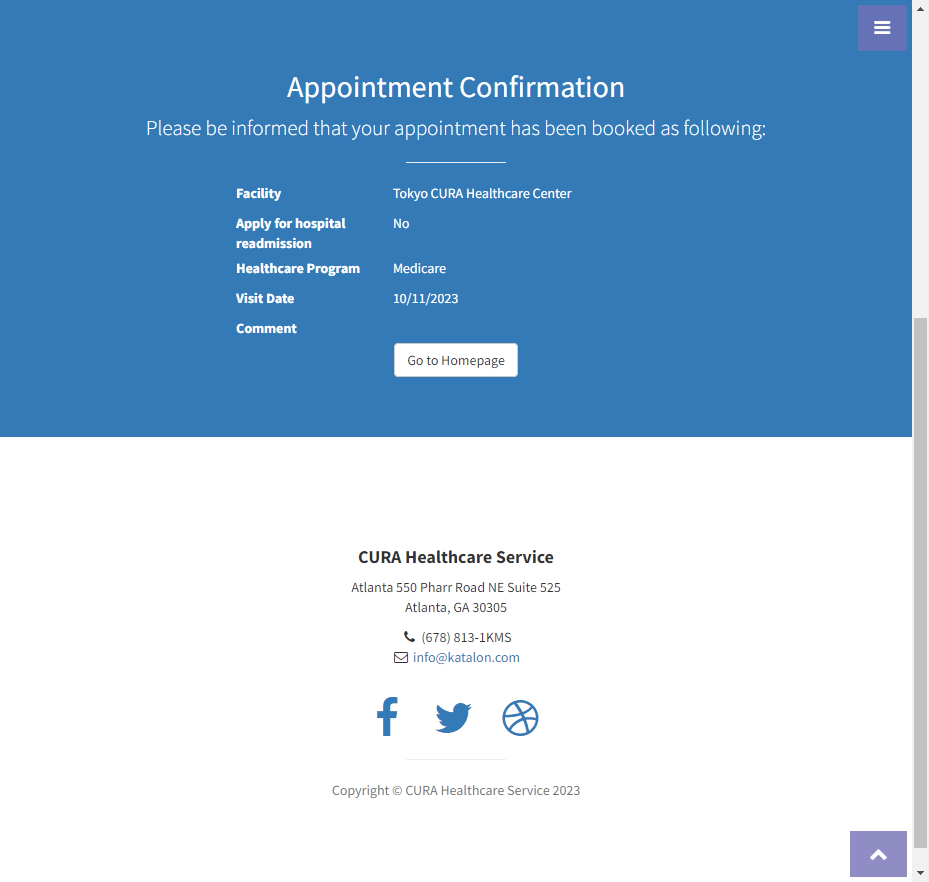 Appointment Confirmation
Please be informed that your appointment has been booked as following:
Facility Tokyo CURA Healthcare Center
Apply for hospital No
readmission
Healthcare Program Medicare
Visit Date 10/11/2023
Comment
Go to Homepage
CURA Healthcare Service
Atlanta 550 Pharr Road NE Suite 525
Atlanta, GA 30305
(678) 813-1KMS
info@katalon.com
Copyright © CURA Healthcare Service 2023